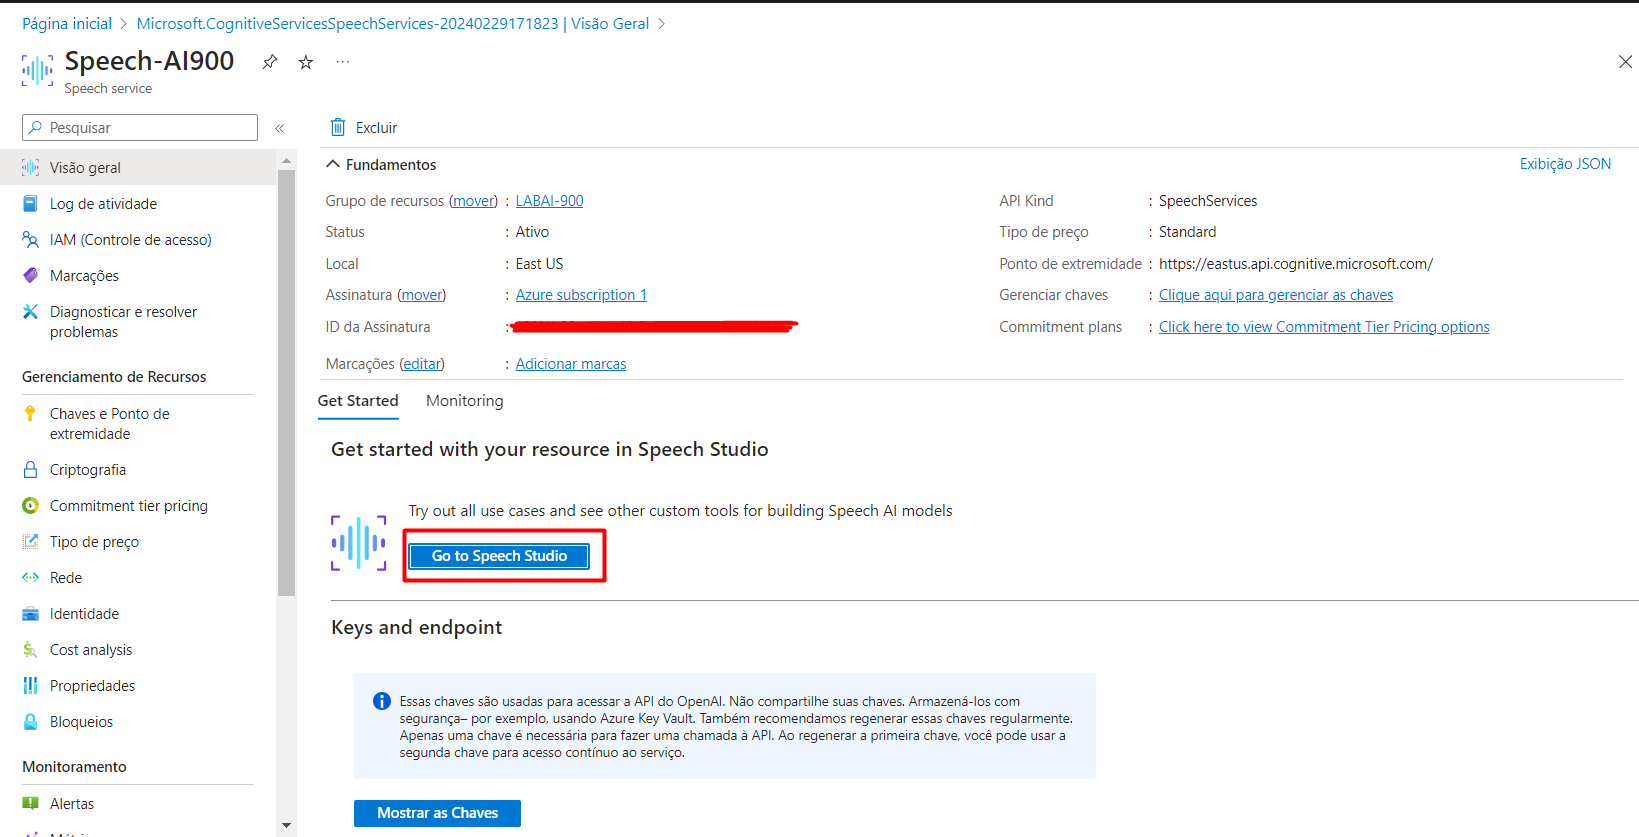 Página inicial > Microsoft.CognitiveServicesSpeechServices-20240229171823 | Visão Geral >
Speech-AI900 ...
Speech service
Pesquisar
«
Visão geral
Log de atividade
IAM (Controle de acesso)
Marcações
Diagnosticar e resolver
problemas
Gerenciamento de Recursos
Chaves e Ponto de
extremidade
Criptografia
Commitment tier pricing
Tipo de preço
Rede
Identidade
Cost analysis
Propriedades
Bloqueios
Monitoramento
Alertas
Excluir
Fundamentos
Exibição JSON
Grupo de recursos (mover) : LABAI-900
Status : Ativo
Local : East US
Assinatura (mover) : Azure subscription 1
ID da Assinatura :
Marcações (editar) : Adicionar marcas
API Kind : SpeechServices
Tipo de preço : Standard
Ponto de extremidade : https://eastus.api.cognitive.microsoft.com/
Gerenciar chaves : Clique aqui para gerenciar as chaves
Commitment plans : Click here to view Commitment Tier Pricing options
Get Started Monitoring
Get started with your resource in Speech Studio
Try out all use cases and see other custom tools for building Speech AI models
Go to Speech Studio
Keys and endpoint
Essas chaves são usadas para acessar a API do OpenAI. Não compartilhe suas chaves. Armazená-los com
segurança– por exemplo, usando Azure Key Vault. Também recomendamos regenerar essas chaves regularmente.
Apenas uma chave é necessária para fazer uma chamada à API. Ao regenerar a primeira chave, você pode usar a
segunda chave para acesso contínuo ao serviço.
Mostrar as Chaves